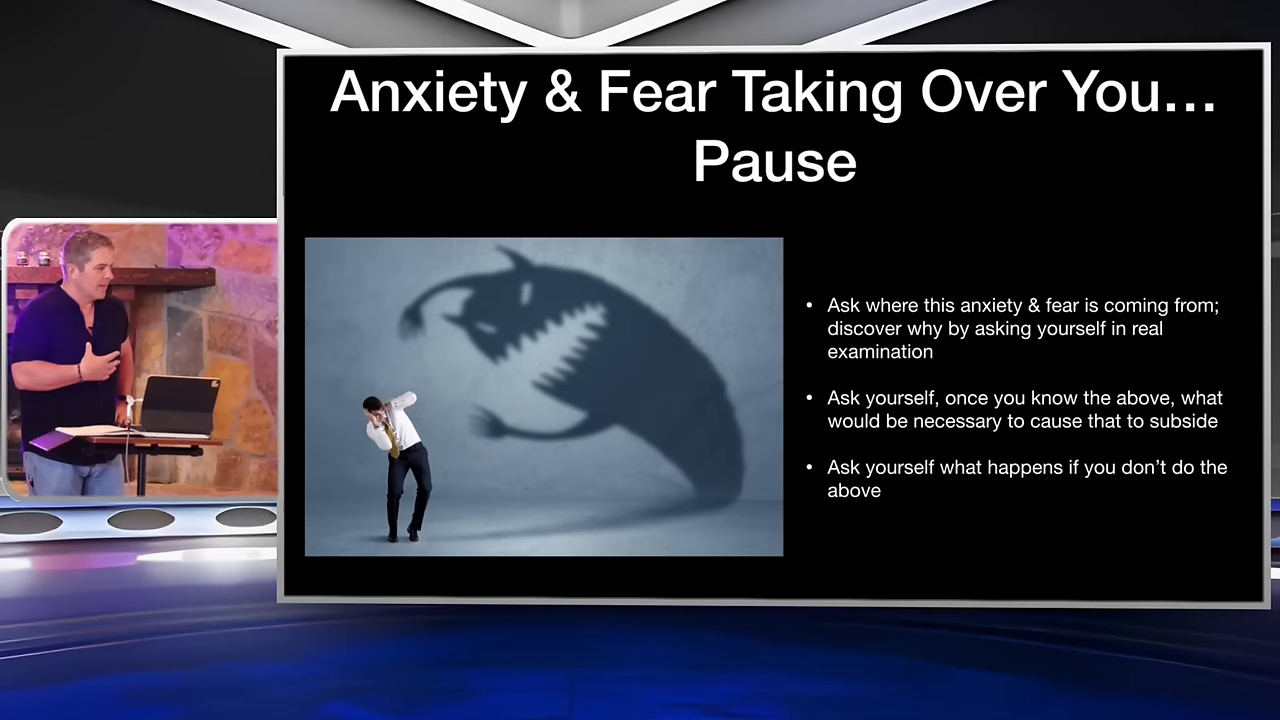 Anxiety & Fear Taking Over You…
Pause
• Ask where this anxiety & fear is coming from;
discover why by asking yourself in real
examination
• Ask yourself, once you know the above, what
would be necessary to cause that to subside
• Ask yourself what happens if you don’t do the
above